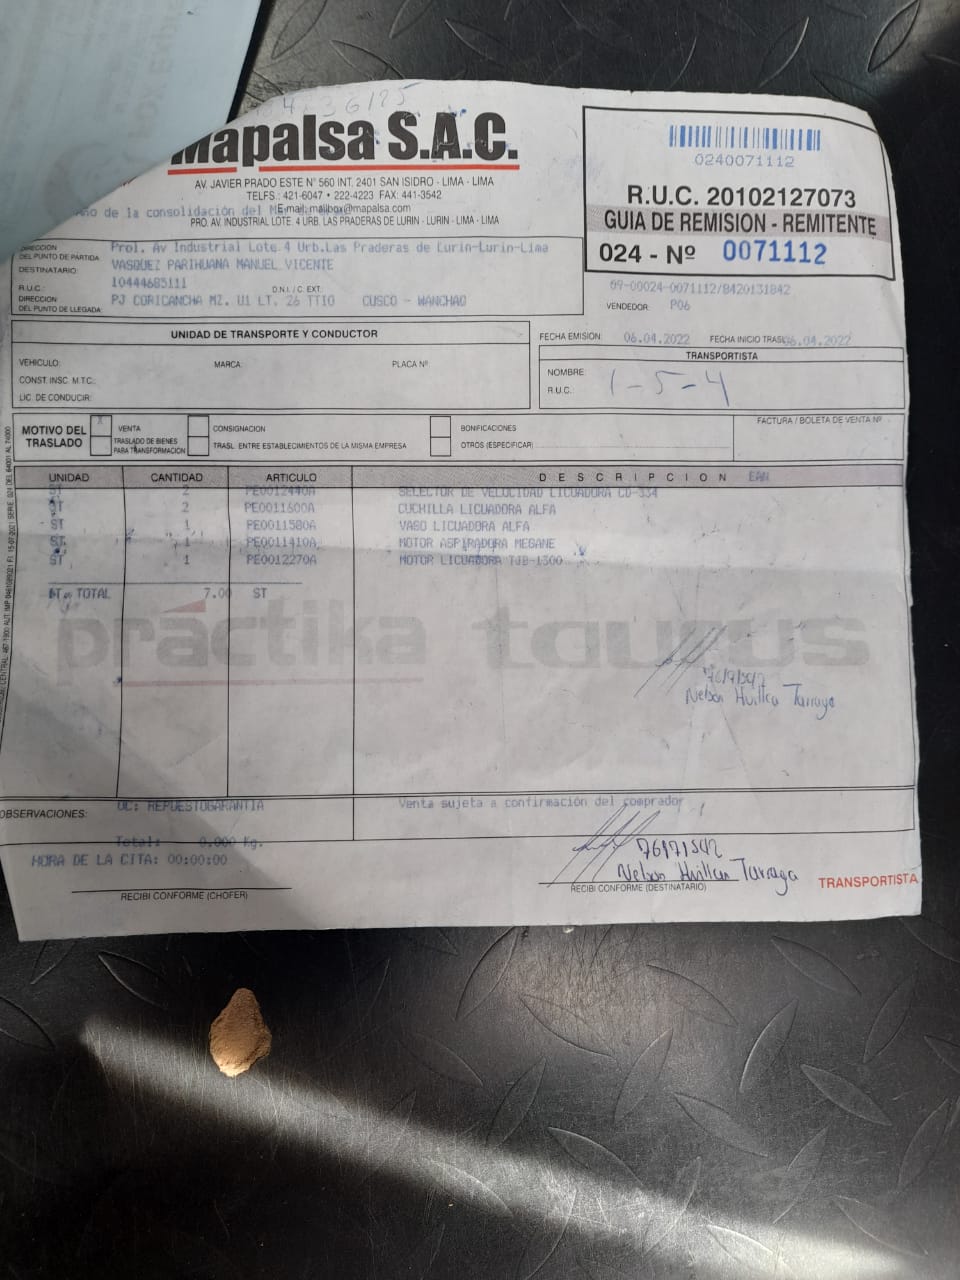 Mapalsa S.A.C.
AV. JAVIER PRADO ESTE N° 560 INT. 2401 SAN ISIDRO - LIMA - LIMA
TELFS.: 421-6047 • 222-4223 FAX: 441-3542
E-mail: mailbox@mapalsa.com
de la consolidación del
PRO. AV. INDUSTRIAL LOTE. 4 URB. LAS PRADERAS DE LURIN - LURIN - LIMA - LIMA
0240071112
R.U.C. 20102127073
GUIA DE REMISION - REMITENTE
024 - Nº 0071112
09-00024-0071112/8420131842
VENDEDOR: P06
DIRECCION DEL PUNTO DE PARTIDA Prol. Av Industrial Lote.4 Urb.Las Praderas de Lurin-Lurin-Lima
DESTINATARIO: VASQUEZ PARIHUANA MANUEL VICENTE
R.U.C.: 10444685111 D.N.I. / C. EXT.
DIRECCION DEL PUNTO DE LLEGADA: PJ CORICANCHA MZ. U1 LT. 26 TTIO CUSCO - WANCHAQ
FECHA EMISION: 06.04.2022 FECHA INICIO TRASL 06.04.2022
UNIDAD DE TRANSPORTE Y CONDUCTOR
VEHICULO: MARCA: PLACA Nº
CONST. INSC. M.T.C.:
LIC. DE CONDUCIR:
TRANSPORTISTA
NOMBRE:
R.U.C. 1-5-4
MOTIVO DEL TRASLADO
X VENTA
TRASLADO DE BIENES PARA TRANSFORMACION
CONSIGNACION
TRASL. ENTRE ESTABLECIMIENTOS DE LA MISMA EMPRESA
BONIFICACIONES
OTROS (ESPECIFICAR)
FACTURA / BOLETA DE VENTA Nº
UNIDAD CANTIDAD ARTICULO DESCRIPCION EAN
ST 2 PE0012440A SELECTOR DE VELOCIDAD LICUADORA CD-334
ST 2 PE0011600A CUCHILLA LICUADORA ALFA
ST 1 PE0011580A VASO LICUADORA ALFA
ST 1 PE0011410A MOTOR ASPIRADORA MEGANE
ST 1 PE0012270A MOTOR LICUADORA TJB-1300
TOTAL 7.00 ST
práctika taurus
Nelson Huillca Tarraga
OBSERVACIONES: OC: REPUESTOGARANTIA
Venta sujeta a confirmación del comprador
Total: 0.000 Kg.
HORA DE LA CITA: 00:00:00
Nelson Huillca Tarraga
RECIBI CONFORME (CHOFER)
RECIBI CONFORME (DESTINATARIO)
TRANSPORTISTA